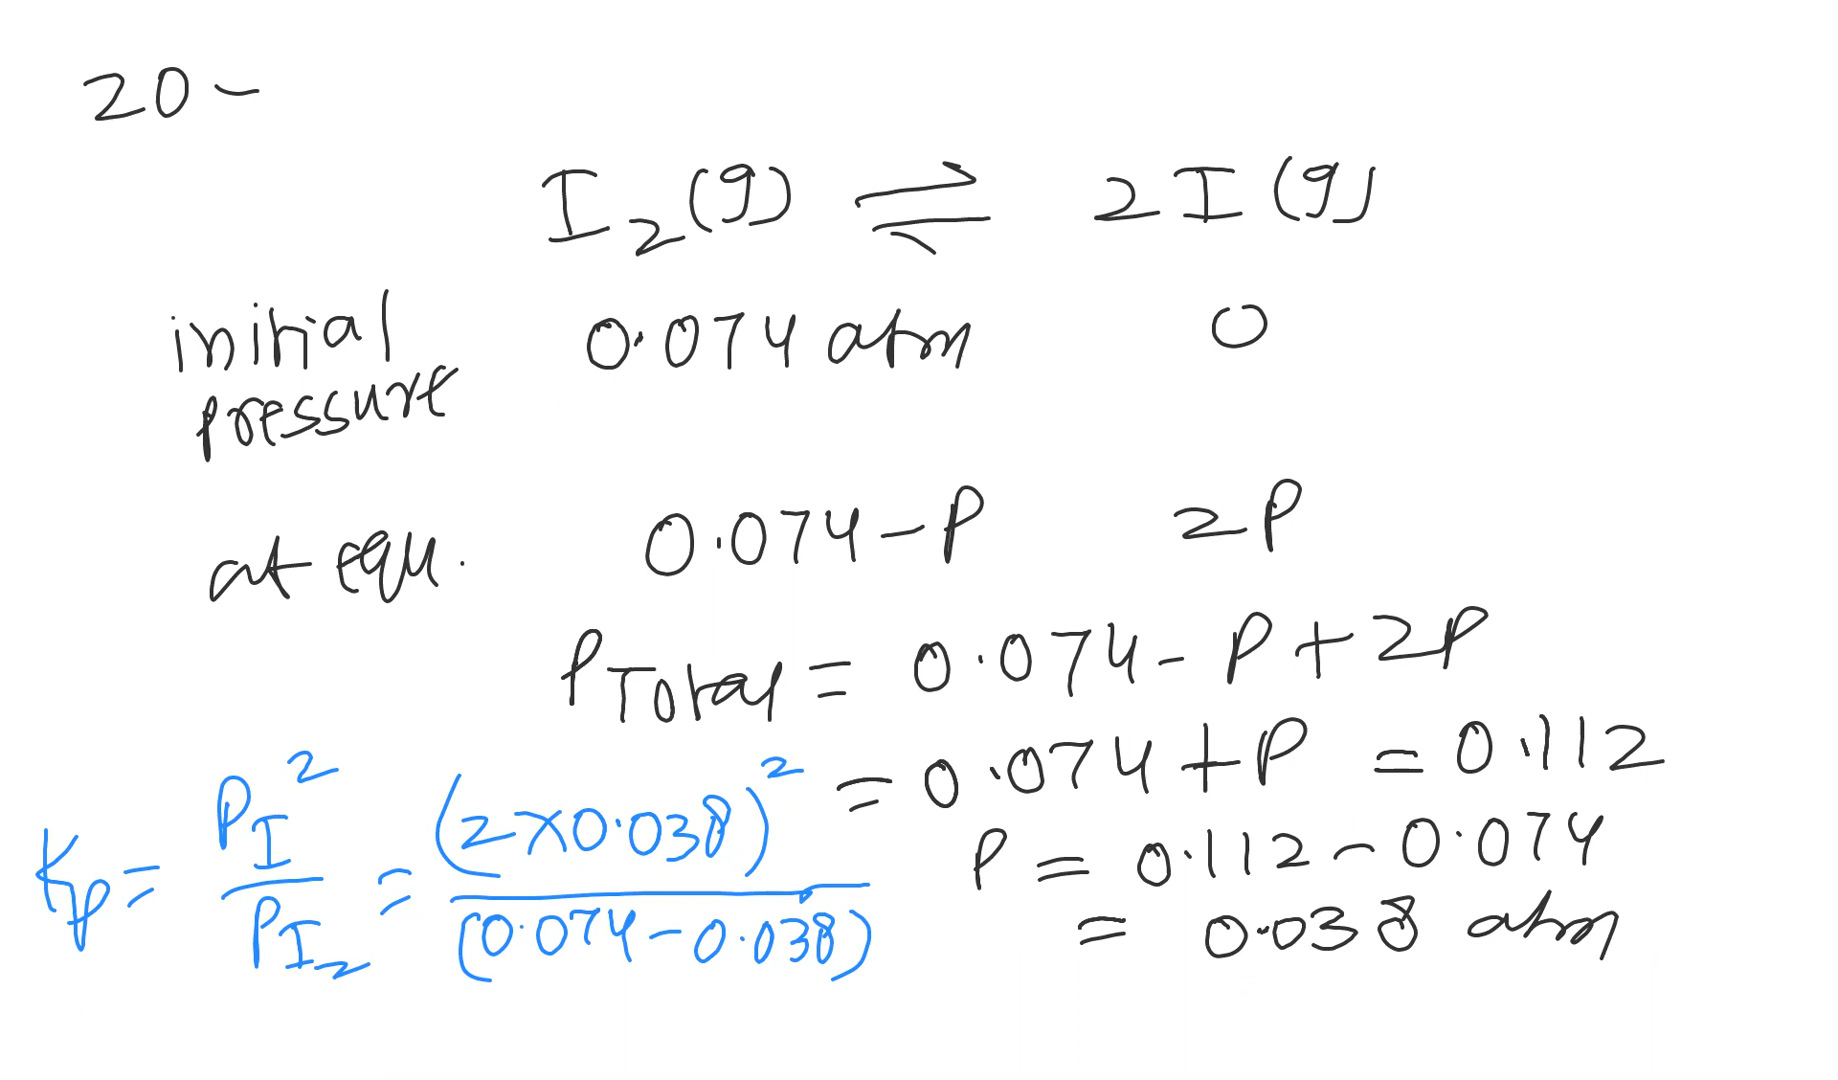 20-
I₂(g) ⇌ 2I(g)
initial pressure 0.074 atm 0
at equ. 0.074-P 2P
P_Total = 0.074-P+2P
= 0.074+P = 0.112
P = 0.112-0.074
= 0.038 atm
Kp = P_I² / P_I₂ = (2×0.038)² / (0.074-0.038)